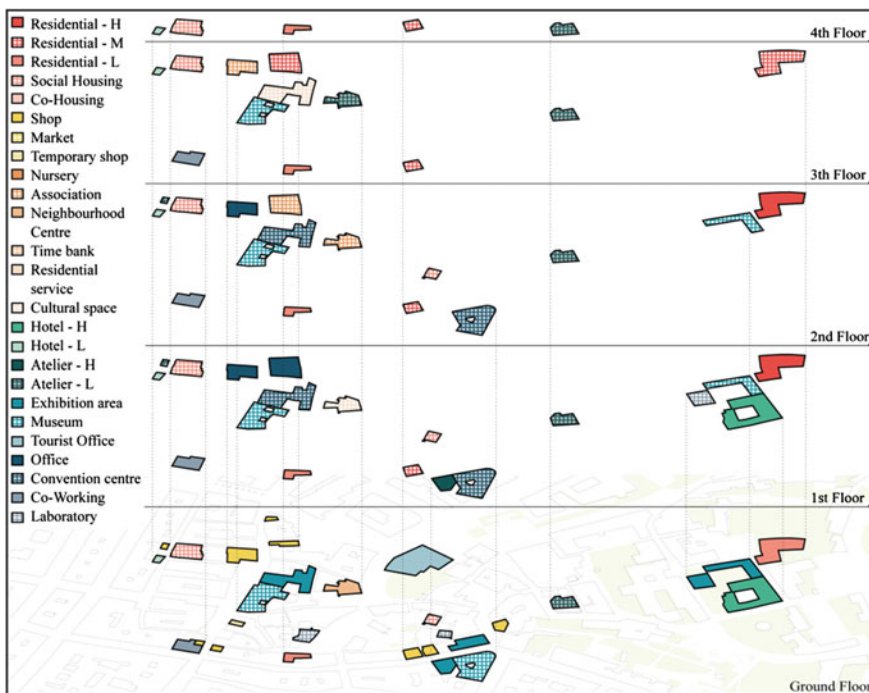 Residential - H
Residential - M
Residential - L
Social Housing
Co-Housing
Shop
Market
Temporary shop
Nursery
Association
Neighbourhood
Centre
Time bank
Residential
service
Cultural space
Hotel - H
Hotel - L
Atelier - H
Atelier - L
Exhibition area
Museum
Tourist Office
Office
Convention centre
Co-Working
Laboratory
4th Floor
3th Floor
2nd Floor
1st Floor
Ground Floor